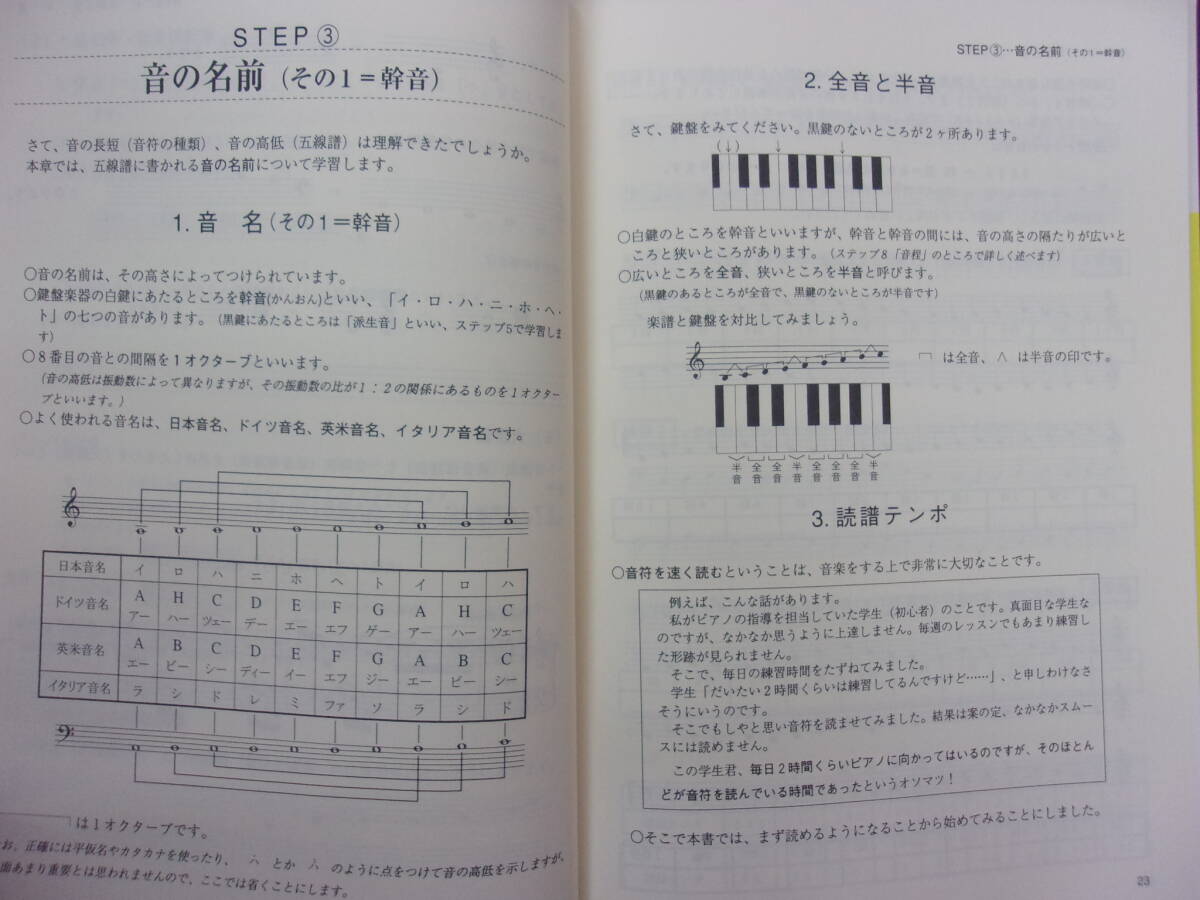 STEP③
音の名前（その1＝幹音）
さて、音の長短（音符の種類）、音の高低（五線譜）は理解できたでしょうか。
本章では、五線譜に書かれる音の名前について学習します。
1. 音　名（その1＝幹音）
○音の名前は、その高さによってつけられています。
○鍵盤楽器の白鍵にあたるところを幹音(かんおん)といい、「イ・ロ・ハ・ニ・ホ・ヘ・
ト」の七つの音があります。（黒鍵にあたるところは「派生音」といい、ステップ5で学習しま
す）
○8番目の音との間隔を1オクターブといいます。
(音の高低は振動数によって異なりますが、その振動数の比が1：2の関係にあるものを1オクター
ブといいます。)
○よく使われる音名は、日本音名、ドイツ音名、英米音名、イタリア音名です。
日本音名 イ ロ ハ ニ ホ ヘ ト イ ロ ハ
ドイツ音名 A H C D E F G A H C
アー ハー ツェー デー エー エフ ゲー アー ハー ツェー
英米音名 A B C D E F G A B C
エー ビー シー ディー イー エフ ジー エー ビー シー
イタリア音名 ラ シ ド レ ミ ファ ソ ラ シ ド
は1オクターブです。
お、正確には平仮名やカタカナを使ったり、 とか のように点をつけて音の高低を示しますが、
面あまり重要とは思われませんので、ここでは省くことにします。
STEP③…音の名前（その1＝幹音）
2. 全音と半音
さて、鍵盤をみてください。黒鍵のないところが2ヶ所あります。
(↓) ↓ ↓
○白鍵のところを幹音といいますが、幹音と幹音の間には、音の高さの隔たりが広いと
ころと狭いところがあります。（ステップ8「音程」のところで詳しく述べます）
○広いところを全音、狭いところを半音と呼びます。
(黒鍵のあるところが全音で、黒鍵のないところが半音です)
楽譜と鍵盤を対比してみましょう。
は全音、 は半音の印です。
半音 全音 全音 半音 全音 全音 全音 半音
3. 読譜テンポ
○音符を速く読むということは、音楽をする上で非常に大切なことです。
例えば、こんな話があります。
私がピアノの指導を担当していた学生（初心者）のことです。真面目な学生な
のですが、なかなか思うように上達しません。毎週のレッスンでもあまり練習し
た形跡が見られません。
そこで、毎日の練習時間をたずねてみました。
学生「だいたい2時間くらいは練習してるんですけど……」、と申しわけなさ
そうにいうのです。
そこでもしやと思い音符を読ませてみました。結果は案の定、なかなかスムー
スには読めません。
この学生君、毎日2時間くらいピアノに向かってはいるのですが、そのほとん
どが音符を読んでいる時間であったというオソマツ！
○そこで本書では、まず読めるようになることから始めてみることにしました。
23